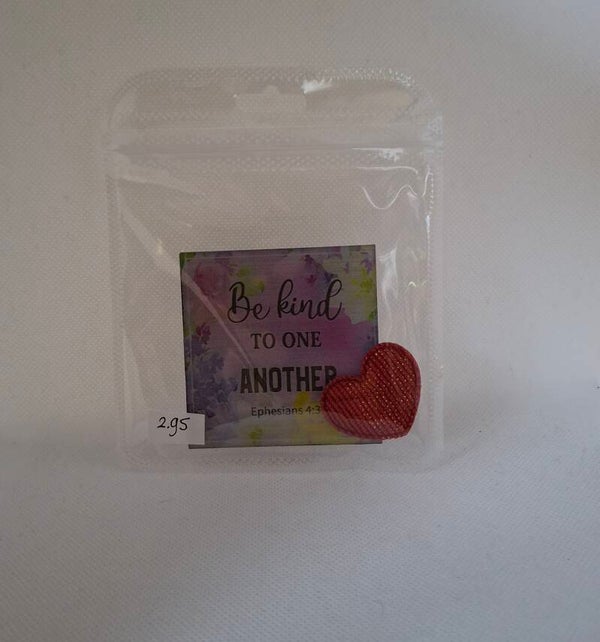 Be kind
TO ONE
ANOTHER
Ephesians 4:3
2.95